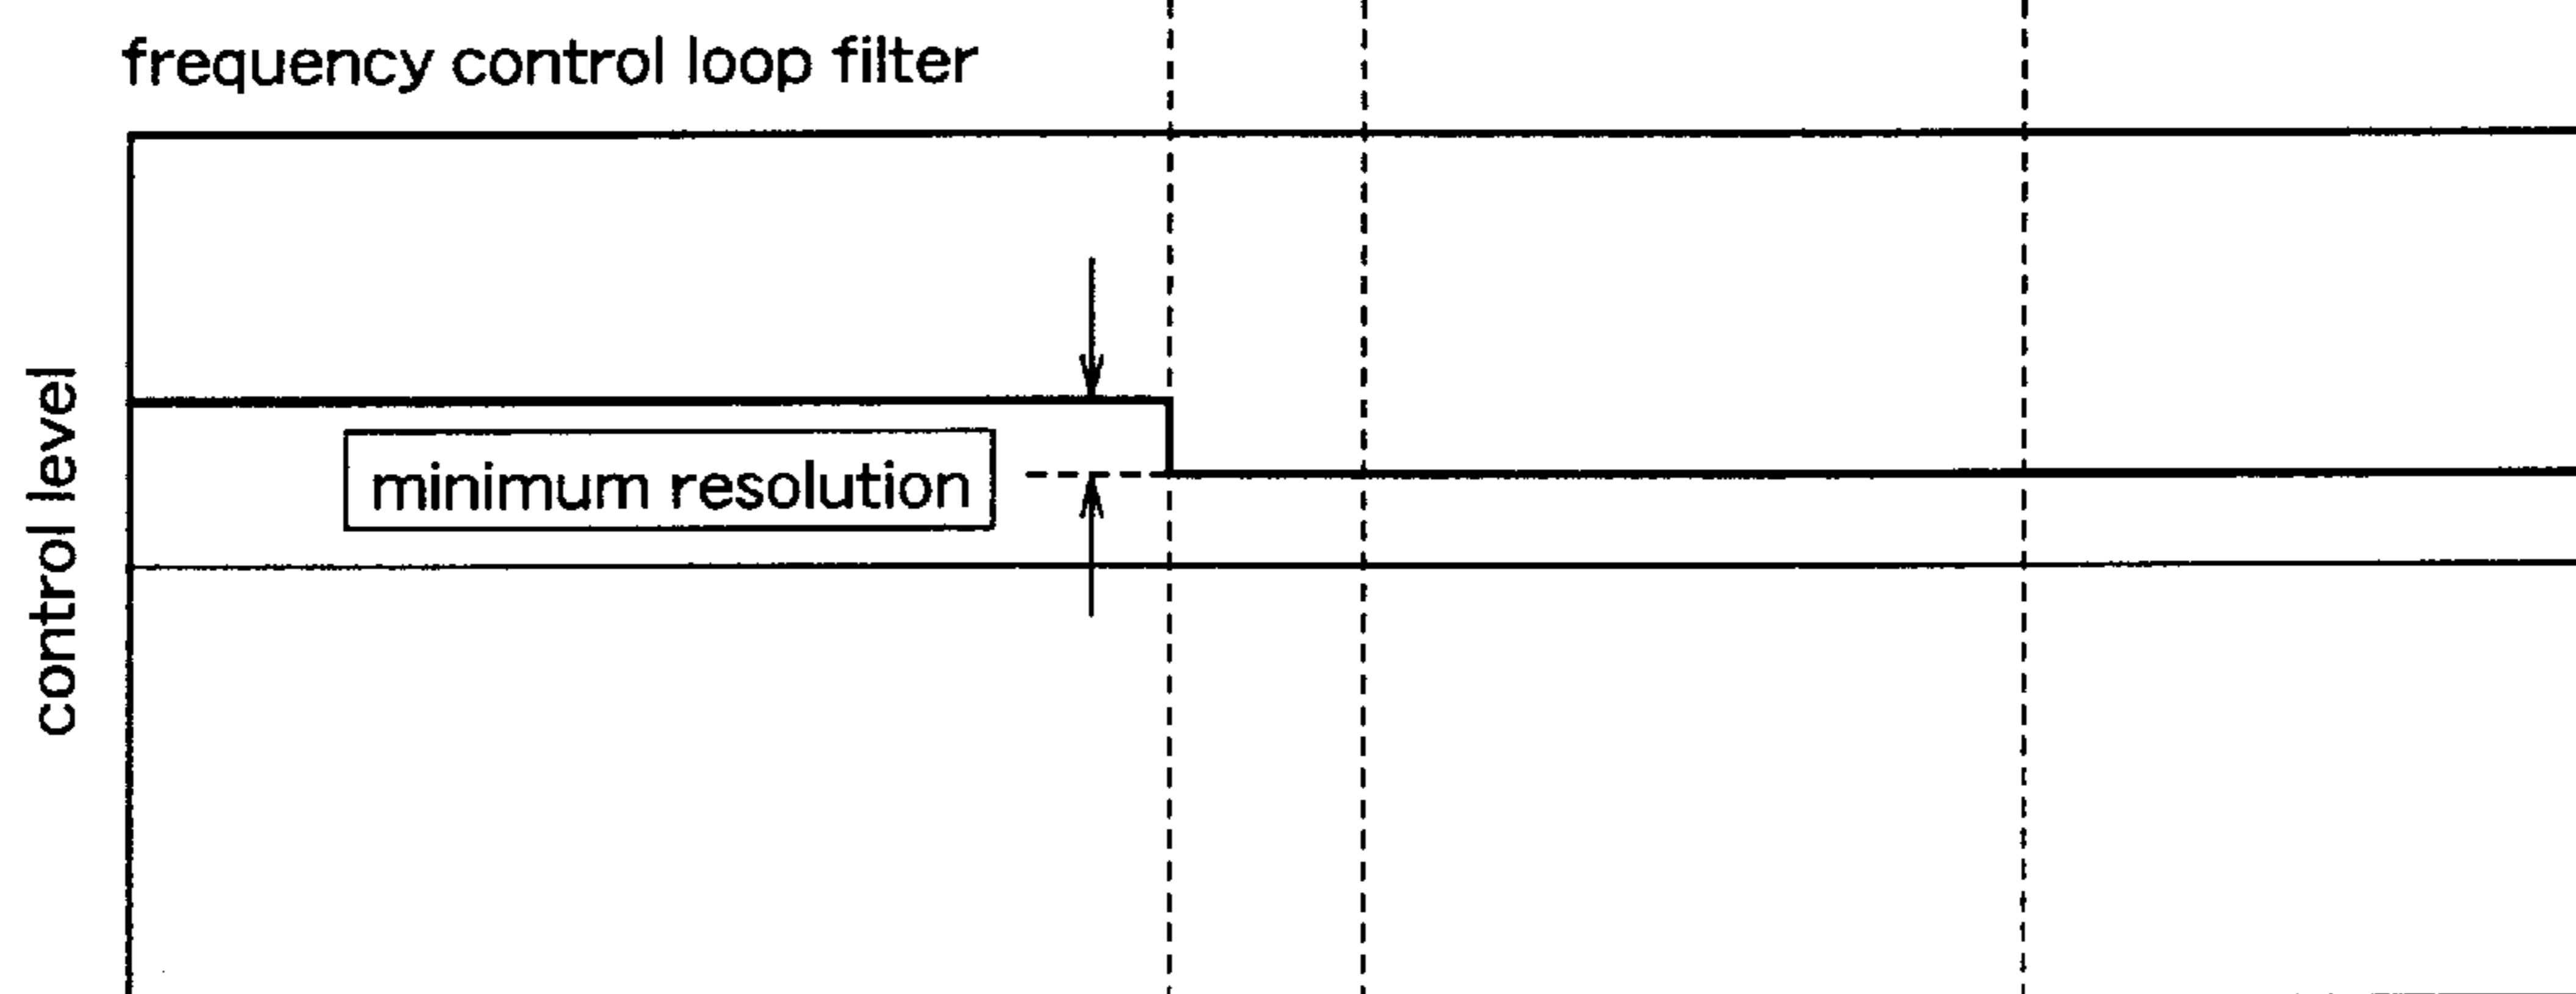 frequency control loop filter
control level
minimum resolution